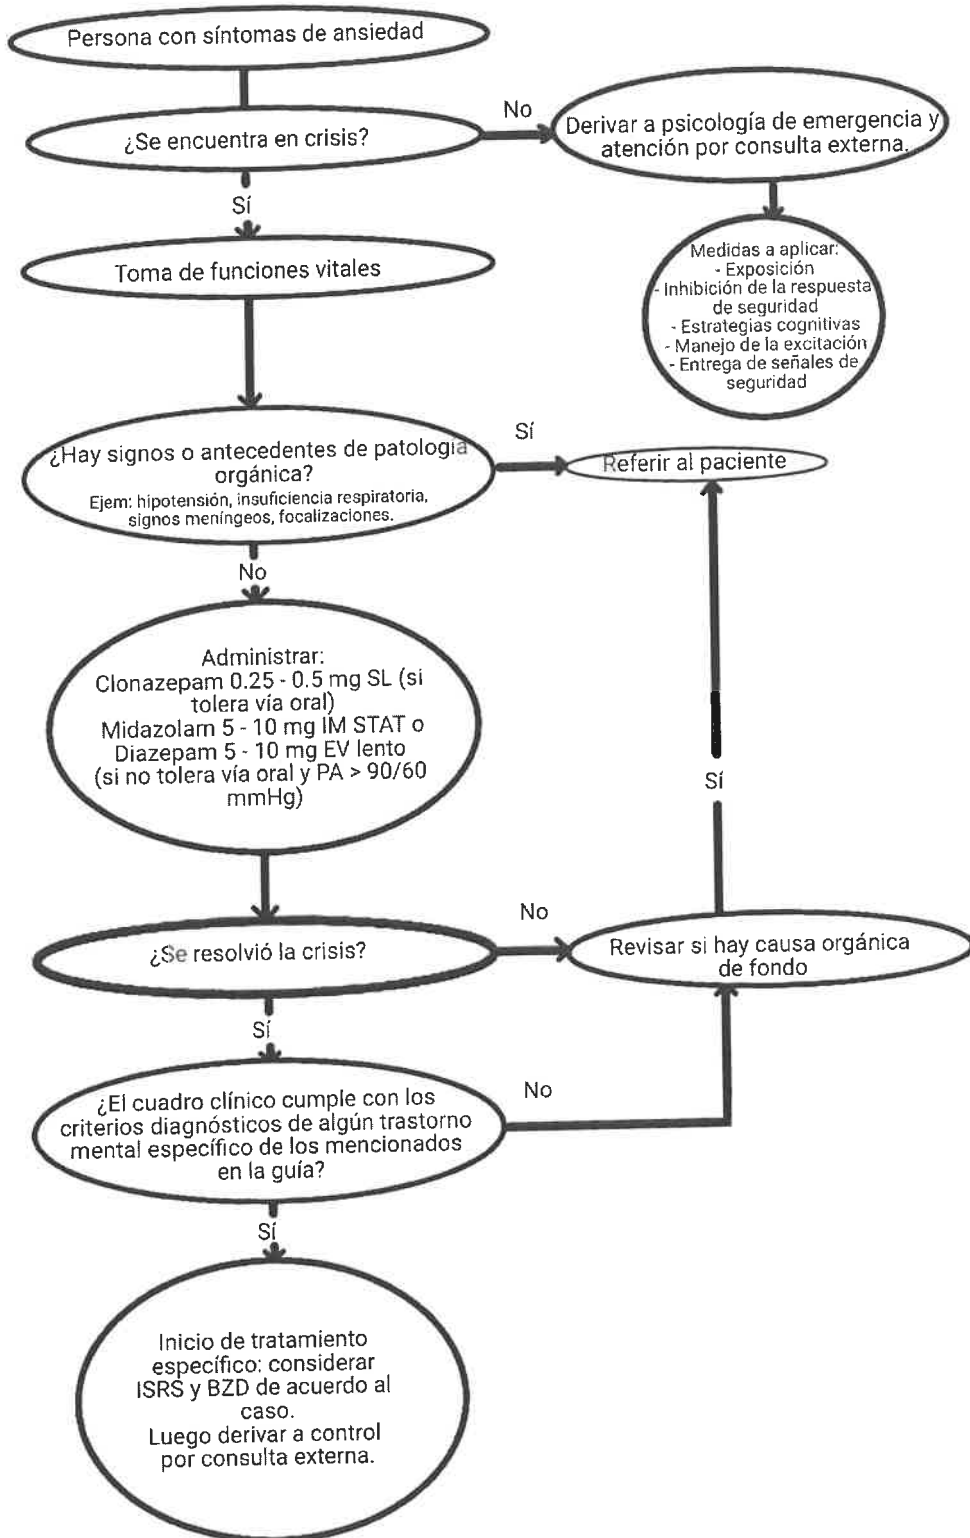 Persona con síntomas de ansiedad
¿Se encuentra en crisis?
No
Derivar a psicología de emergencia y
atención por consulta externa.
Sí
Toma de funciones vitales
Medidas a aplicar:
- Exposición
- Inhibición de la respuesta
de seguridad
- Estrategias cognitivas
- Manejo de la excitación
- Entrega de señales de
seguridad
¿Hay signos o antecedentes de patología
orgánica?
Ejem: hipotensión, insuficiencia respiratoria,
signos meníngeos, focalizaciones.
Sí
Referir al paciente
No
Administrar:
Clonazepam 0.25 - 0.5 mg SL (si
tolera vía oral)
Midazolam 5 - 10 mg IM STAT o
Diazepam 5 - 10 mg EV lento
(si no tolera vía oral y PA > 90/60
mmHg)
Sí
¿Se resolvió la crisis?
No
Revisar si hay causa orgánica
de fondo
Sí
¿El cuadro clínico cumple con los
criterios diagnósticos de algún trastorno
mental específico de los mencionados
en la guía?
No
Sí
Inicio de tratamiento
específico: considerar
ISRS y BZD de acuerdo al
caso.
Luego derivar a control
por consulta externa.